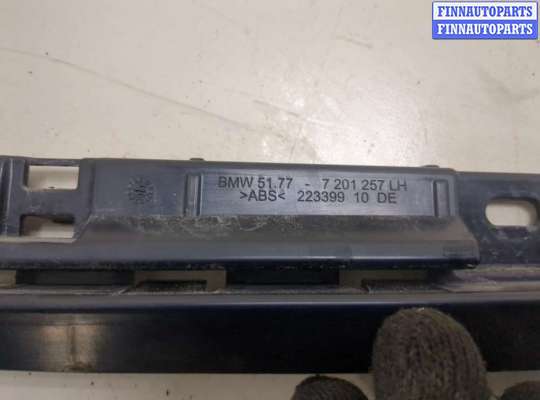 FINNAUTOPARTS
FINNAUTOPARTS
BMW 51.77 - 7 201 257 LH
>ABS< 223399 10 DE